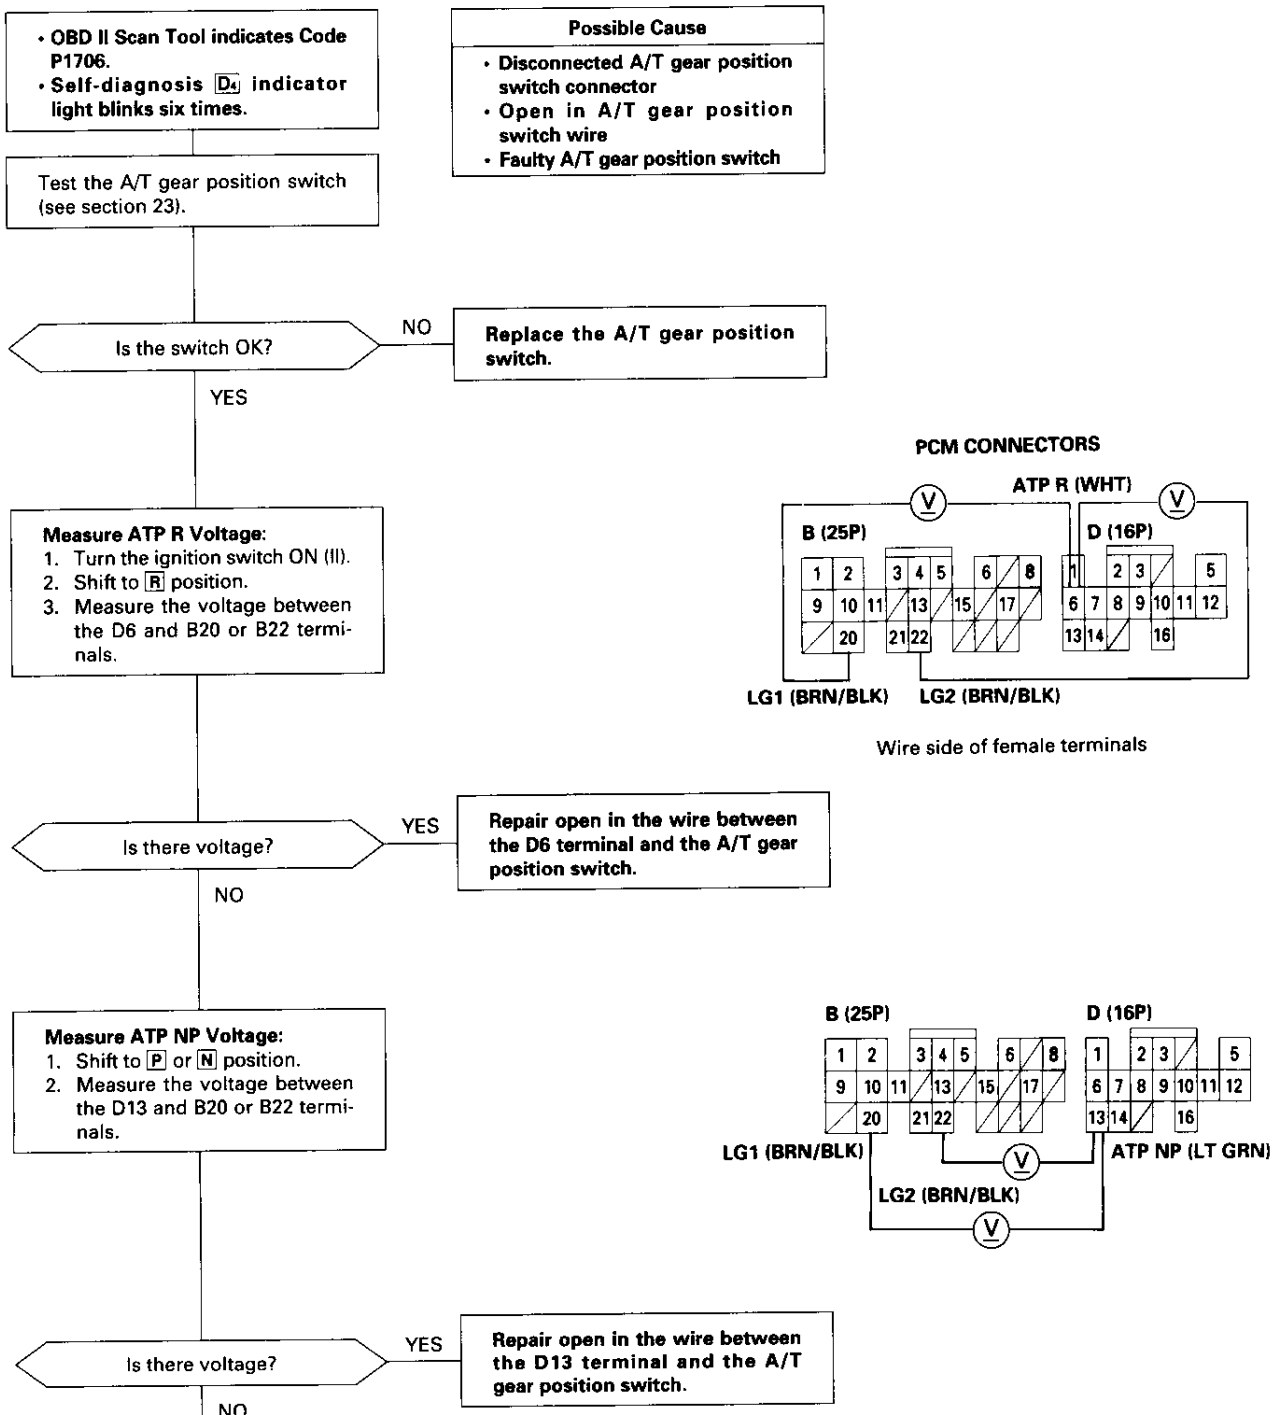 • OBD II Scan Tool indicates Code
P1706.
• Self-diagnosis D4 indicator
light blinks six times.
Possible Cause
• Disconnected A/T gear position
switch connector
• Open in A/T gear position
switch wire
• Faulty A/T gear position switch
Test the A/T gear position switch
(see section 23).
Is the switch OK?
NO
Replace the A/T gear position
switch.
YES
Measure ATP R Voltage:
1. Turn the ignition switch ON (II).
2. Shift to R position.
3. Measure the voltage between
the D6 and B20 or B22 termi-
nals.
PCM CONNECTORS
ATP R (WHT)
V V
B (25P) D (16P)
1 2 3 4 5 6 8 1 2 3 5
9 10 11 13 15 17 6 7 8 9 10 11 12
20 21 22 13 14 16
LG1 (BRN/BLK) LG2 (BRN/BLK)
Wire side of female terminals
Is there voltage?
YES
Repair open in the wire between
the D6 terminal and the A/T gear
position switch.
NO
Measure ATP NP Voltage:
1. Shift to P or N position.
2. Measure the voltage between
the D13 and B20 or B22 termi-
nals.
B (25P) D (16P)
1 2 3 4 5 6 8 1 2 3 5
9 10 11 13 15 17 6 7 8 9 10 11 12
20 21 22 13 14 16
LG1 (BRN/BLK) V ATP NP (LT GRN)
LG2 (BRN/BLK)
V
Is there voltage?
YES
Repair open in the wire between
the D13 terminal and the A/T
gear position switch.
NO